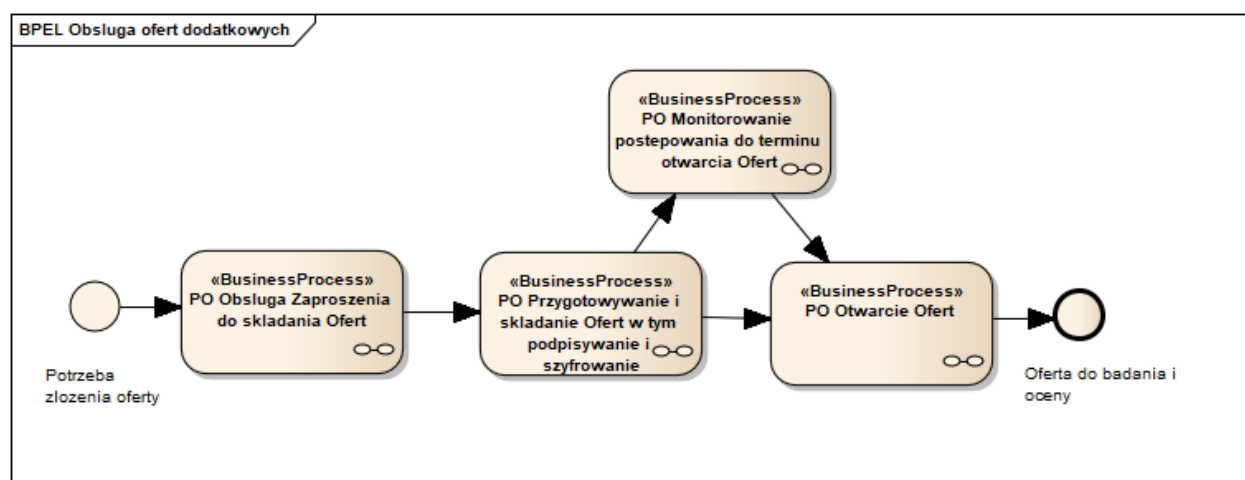 BPEL Obsluga ofert dodatkowych
«BusinessProcess»
PO Monitorowanie
postepowania do terminu
otwarcia Ofert
«BusinessProcess»
PO Obsluga Zaproszenia
do skladania Ofert
«BusinessProcess»
PO Przygotowywanie i
skladanie Ofert w tym
podpisywanie i
szyfrowanie
«BusinessProcess»
PO Otwarcie Ofert
Potrzeba
zlozenia oferty
Oferta do badania i
oceny